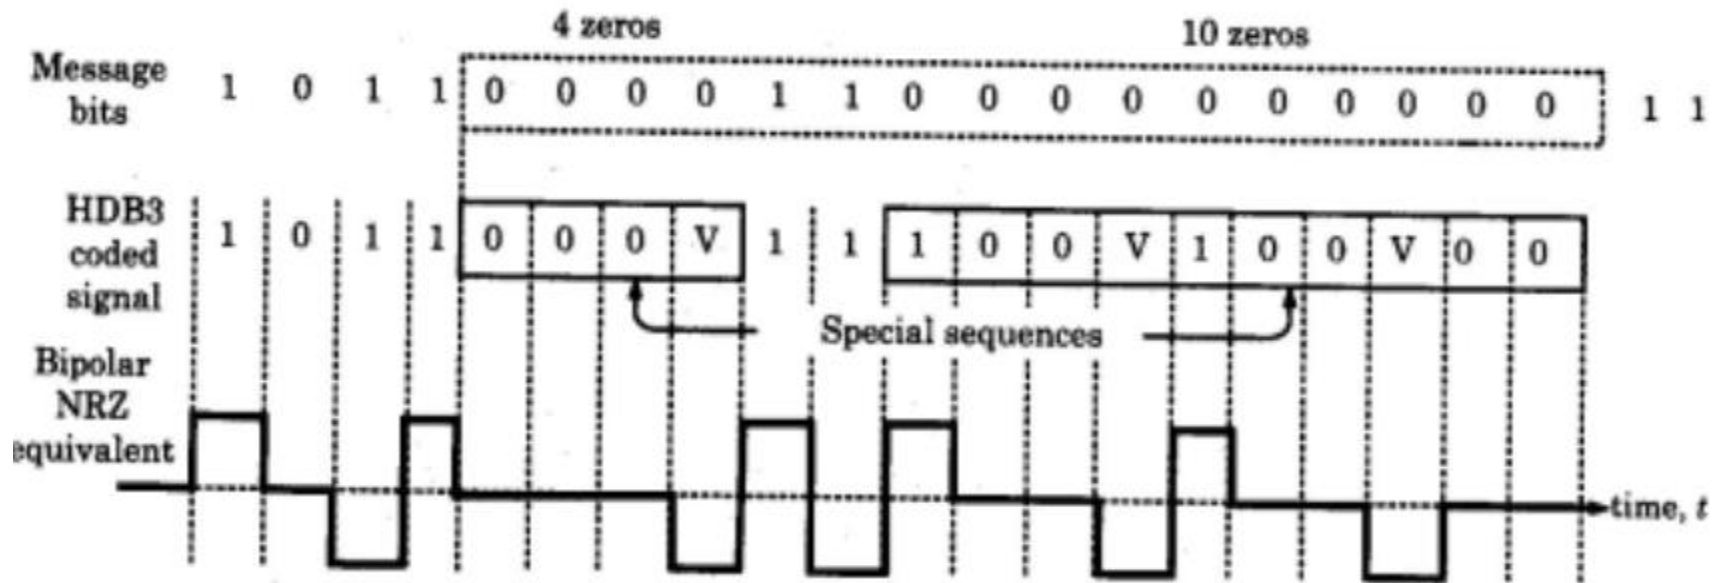 4 zeros 10 zeros
Message bits 1 0 1 1 0 0 0 0 1 1 0 0 0 0 0 0 0 0 0 0 1 1
HDB3 coded signal 1 0 1 1 0 0 0 V 1 1 1 0 0 V 1 0 0 V 0 0
Special sequences
Bipolar
NRZ
equivalent
time, t